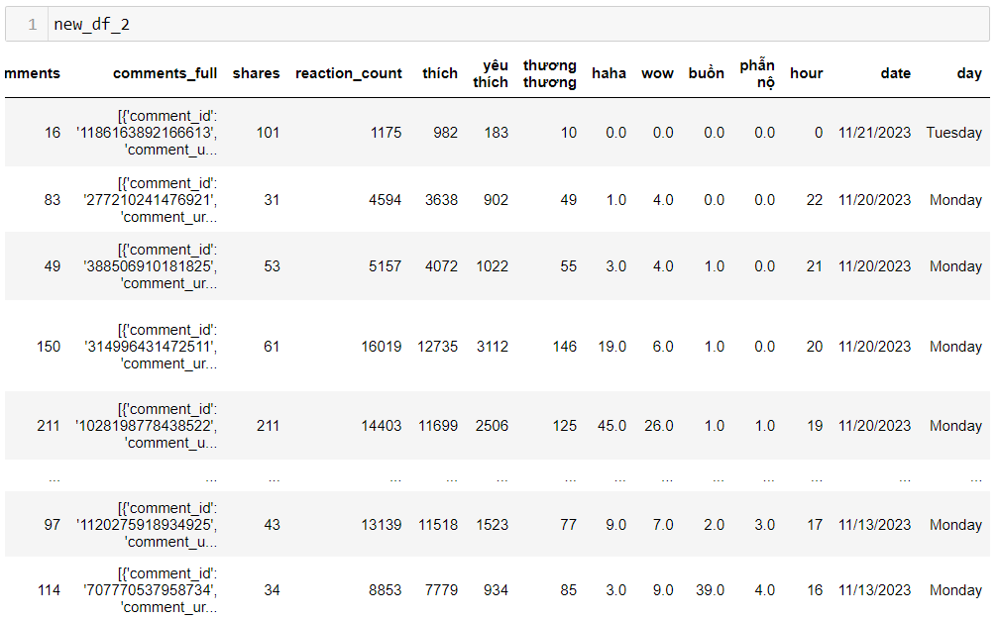 1 new_df_2
mments comments_full shares reaction_count thích yêu thích thương thương haha wow buồn phẫn nộ hour date day
[{'comment_id':
16 '1186163892166613', 101 1175 982 183 10 0.0 0.0 0.0 0.0 0 11/21/2023 Tuesday
'comment_u...
[{'comment_id':
83 '277210241476921', 31 4594 3638 902 49 1.0 4.0 0.0 0.0 22 11/20/2023 Monday
'comment_ur...
[{'comment_id':
49 '388506910181825', 53 5157 4072 1022 55 3.0 4.0 1.0 0.0 21 11/20/2023 Monday
'comment_ur...
[{'comment_id':
150 '314996431472511', 61 16019 12735 3112 146 19.0 6.0 1.0 0.0 20 11/20/2023 Monday
'comment_ur...
[{'comment_id':
211 '1028198778438522', 211 14403 11699 2506 125 45.0 26.0 1.0 1.0 19 11/20/2023 Monday
'comment_u...
... ... ... ... ... ... ... ... ... ... ... ... ... ...
[{'comment_id':
97 '1120275918934925', 43 13139 11518 1523 77 9.0 7.0 2.0 3.0 17 11/13/2023 Monday
'comment_u...
[{'comment_id':
114 '707770537958734', 34 8853 7779 934 85 3.0 9.0 39.0 4.0 16 11/13/2023 Monday
'comment_ur...